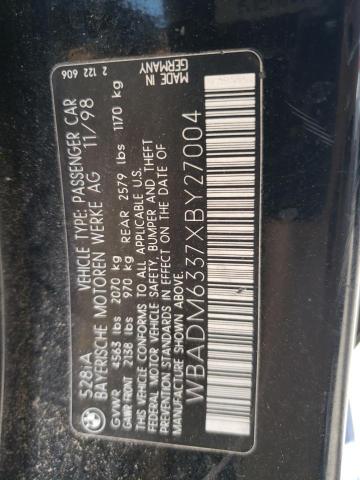 528iA VEHICLE TYPE: PASSENGER CAR 2 122 606
BAYERISCHE MOTOREN WERKE AG 11/98
GVWR 4563 lbs 2070 kg
GAWR FRONT 2138 lbs 970 kg REAR 2579 lbs 1170 kg
THIS VEHICLE CONFORMS TO ALL APPLICABLE U.S.
FEDERAL MOTOR VEHICLE SAFETY, BUMPER AND THEFT
PREVENTION STANDARDS IN EFFECT ON THE DATE OF
MANUFACTURE SHOWN ABOVE.
MADE IN
GERMANY
WBADM6337XBY27004